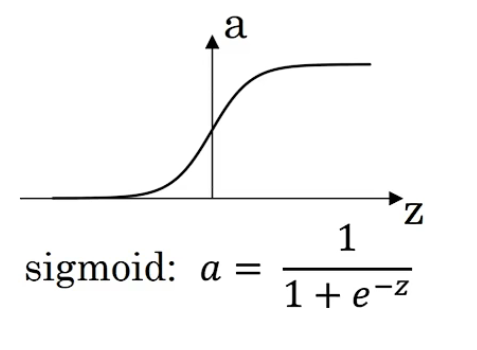 a
z
sigmoid: a = 1 / (1 + e^{-z})